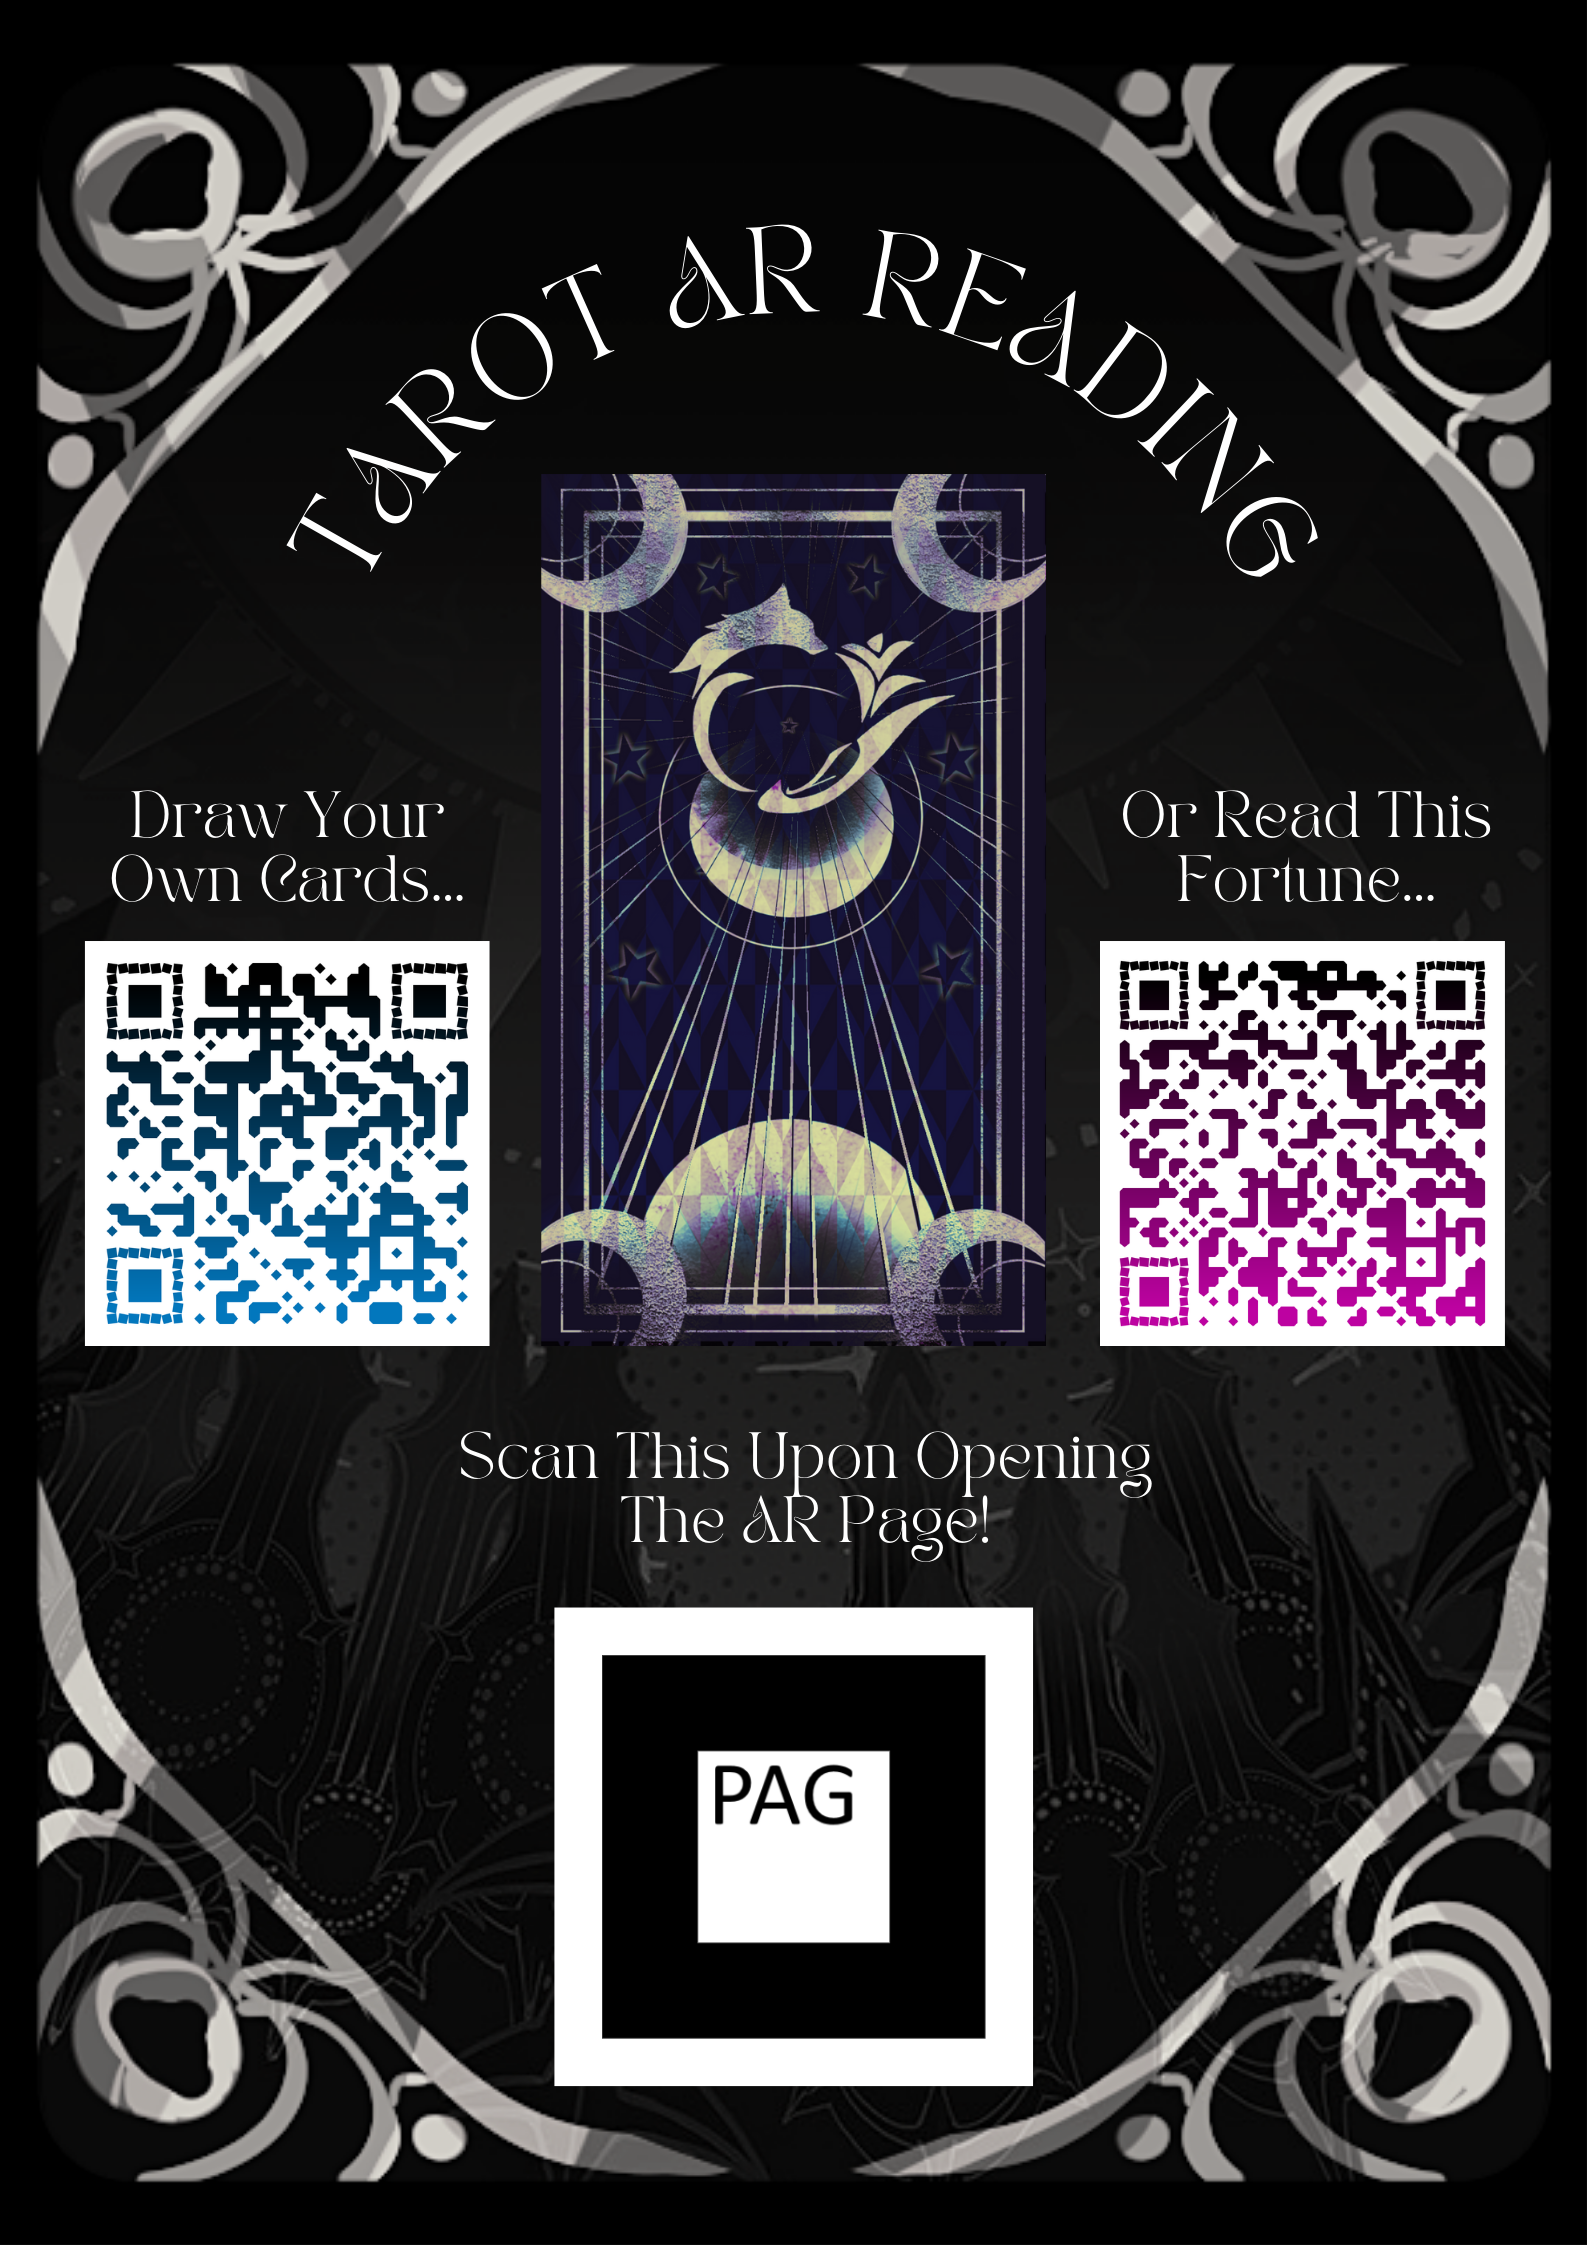 TAROT AR READING
Draw Your
Own Cards...
Or Read This
Fortune...
Scan This Upon Opening
The AR Page!
PAG